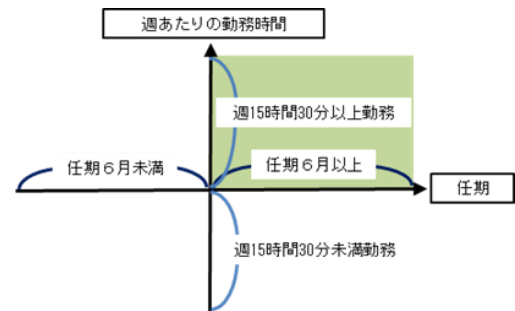 週あたりの勤務時間
週15時間30分以上勤務
任期６月未満
任期６月以上
任期
週15時間30分未満勤務